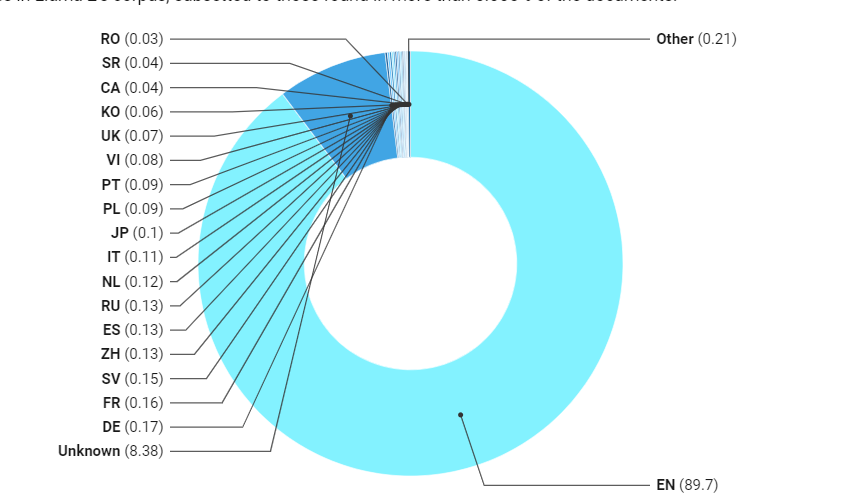 RO (0.03)
SR (0.04)
CA (0.04)
KO (0.06)
UK (0.07)
VI (0.08)
PT (0.09)
PL (0.09)
JP (0.1)
IT (0.11)
NL (0.12)
RU (0.13)
ES (0.13)
ZH (0.13)
SV (0.15)
FR (0.16)
DE (0.17)
Unknown (8.38)
Other (0.21)
EN (89.7)